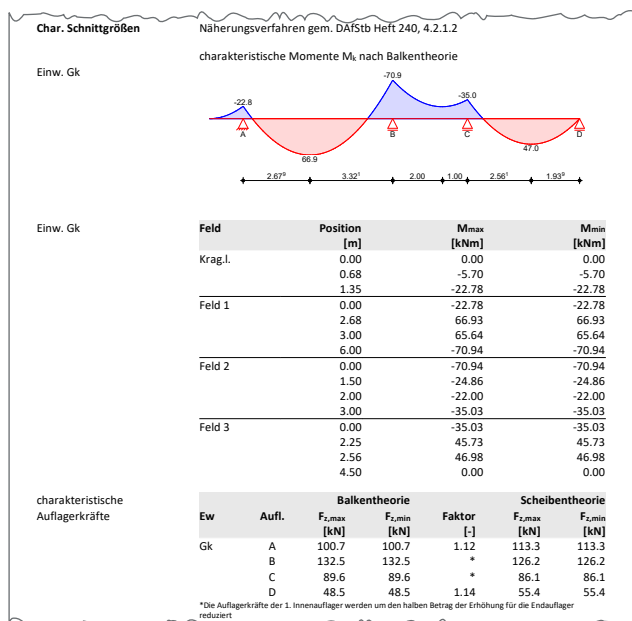 Char. Schnittgrößen Näherungsverfahren gem. DAfStb Heft 240, 4.2.1.2
charakteristische Momente Mk nach Balkentheorie
Einw. Gk
-70.9
-22.8 -35.0
A B C D
66.9 47.0
2.67⁹ 3.32¹ 2.00 1.00 2.56¹ 1.93⁹
Einw. Gk Feld Position Mmax Mmin
[m] [kNm] [kNm]
Krag.l. 0.00 0.00 0.00
0.68 -5.70 -5.70
1.35 -22.78 -22.78
Feld 1 0.00 -22.78 -22.78
2.68 66.93 66.93
3.00 65.64 65.64
6.00 -70.94 -70.94
Feld 2 0.00 -70.94 -70.94
1.50 -24.86 -24.86
2.00 -22.00 -22.00
3.00 -35.03 -35.03
Feld 3 0.00 -35.03 -35.03
2.25 45.73 45.73
2.56 46.98 46.98
4.50 0.00 0.00
charakteristische Balkentheorie Scheibentheorie
Auflagerkräfte Ew Aufl. Fz,max Fz,min Faktor Fz,max Fz,min
[kN] [kN] [-] [kN] [kN]
Gk A 100.7 100.7 1.12 113.3 113.3
B 132.5 132.5 * 126.2 126.2
C 89.6 89.6 * 86.1 86.1
D 48.5 48.5 1.14 55.4 55.4
*Die Auflagerkräfte der 1. Innenauflager werden um den halben Betrag der Erhöhung für die Endauflager
reduziert